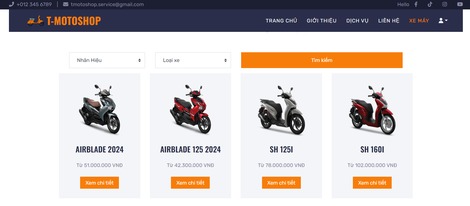 +012 345 6789 | tmotoshop.service@gmail.com
Hello
T-MOTOSHOP
TRANG CHỦ GIỚI THIỆU DỊCH VỤ LIÊN HỆ XE MÁY
Nhãn Hiệu Loại xe Tìm kiếm
AIRBLADE 2024 AIRBLADE 125 2024 SH 125I SH 160I
Từ 51.000.000 VNĐ Từ 42.300.000 VNĐ Từ 78.000.000 VNĐ Từ 102.000.000 VNĐ
Xem chi tiết Xem chi tiết Xem chi tiết Xem chi tiết